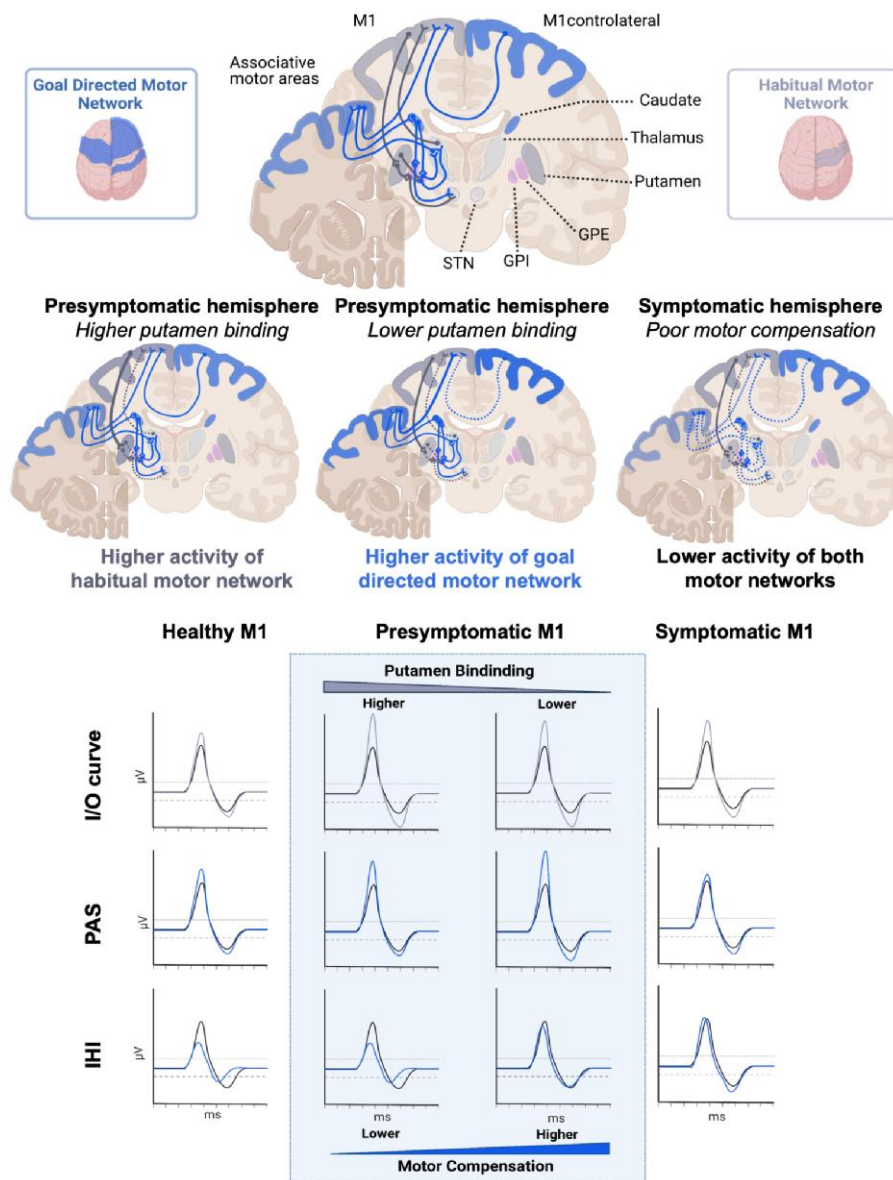 M1
M1controlateral
Associative
motor areas
Goal Directed Motor
Network
Habitual Motor
Network
Caudate
Thalamus
Putamen
GPE
GPI
STN
Presymptomatic hemisphere
Higher putamen binding
Presymptomatic hemisphere
Lower putamen binding
Symptomatic hemisphere
Poor motor compensation
Higher activity of
habitual motor network
Higher activity of goal
directed motor network
Lower activity of both
motor networks
Healthy M1
Presymptomatic M1
Symptomatic M1
Putamen Bindinding
Higher
Lower
I/O curve
µV
PAS
µV
IHI
µV
ms
ms
ms
ms
Lower
Higher
Motor Compensation